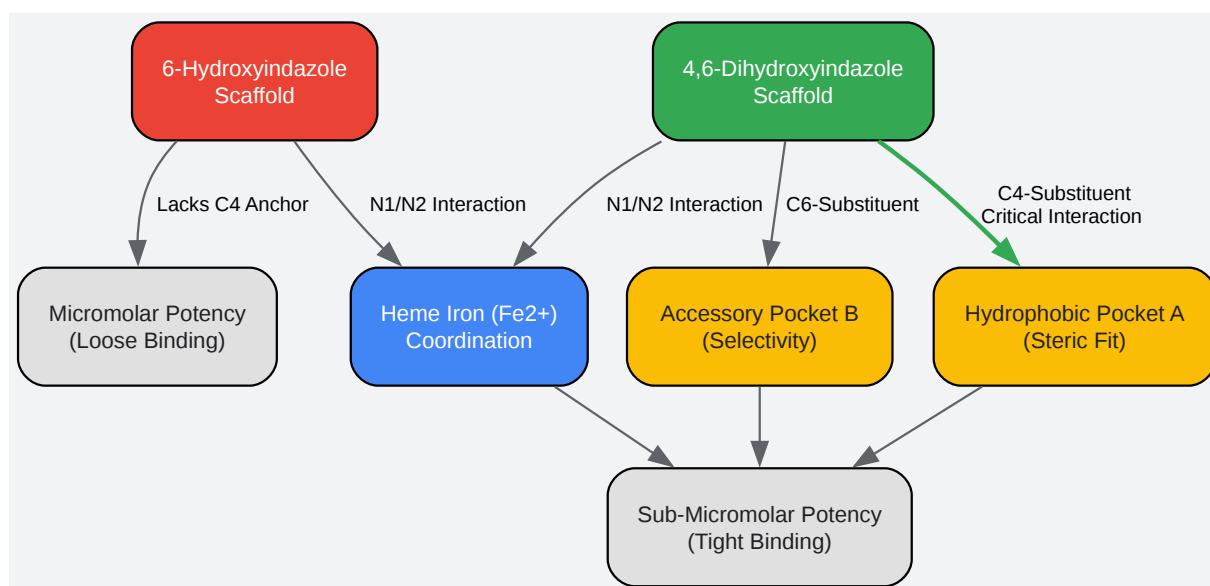 6-Hydroxyindazole
Scaffold
4,6-Dihydroxyindazole
Scaffold
Lacks C4 Anchor
N1/N2 Interaction
N1/N2 Interaction
C6-Substituent
C4-Substituent
Critical Interaction
Micromolar Potency
(Loose Binding)
Heme Iron (Fe2+)
Coordination
Accessory Pocket B
(Selectivity)
Hydrophobic Pocket A
(Steric Fit)
Sub-Micromolar Potency
(Tight Binding)